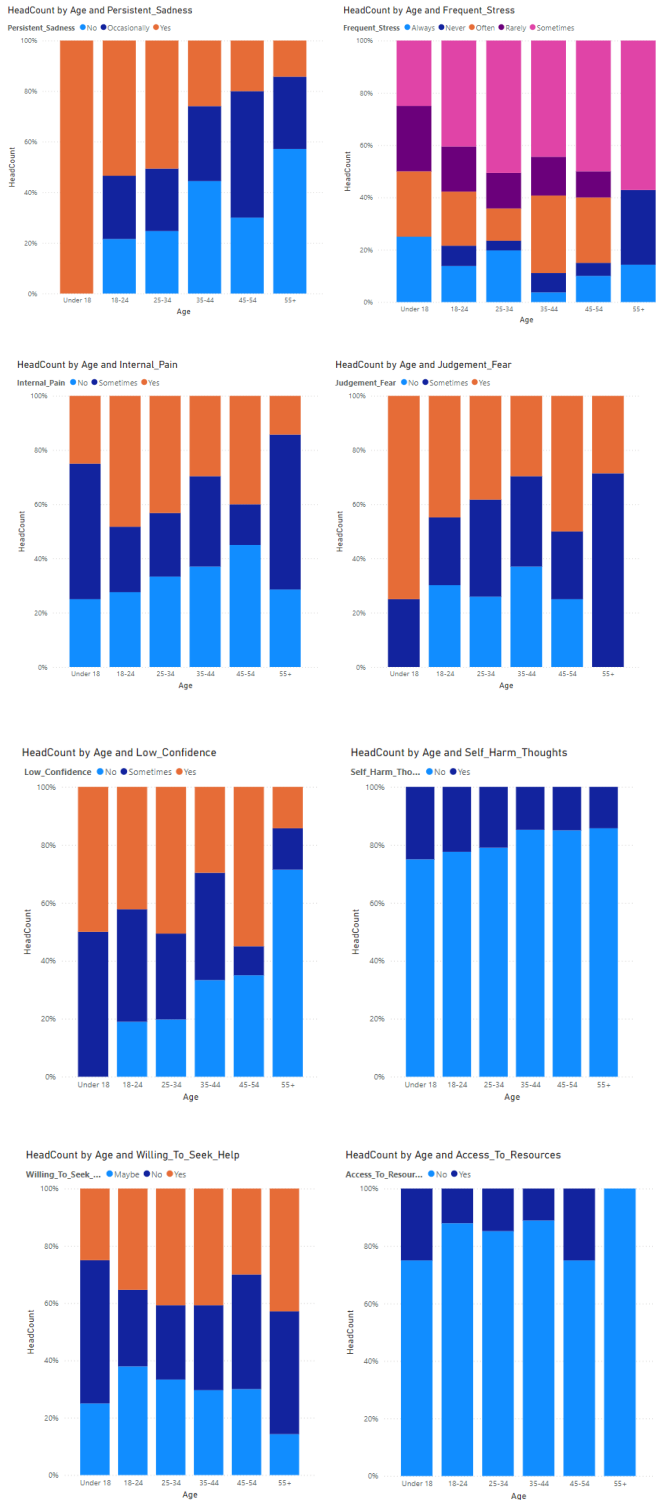 HeadCount by Age and Persistent_Sadness
Persistent_Sadness No Occasionally Yes
100%
80%
60%
40%
20%
0%
HeadCount
Under 18 18-24 25-34 35-44 45-54 55+
Age
HeadCount by Age and Frequent_Stress
Frequent_Stress Always Never Often Rarely Sometimes
100%
80%
60%
40%
20%
0%
HeadCount
Under 18 18-24 25-34 35-44 45-54 55+
Age
HeadCount by Age and Internal_Pain
Internal_Pain No Sometimes Yes
100%
80%
60%
40%
20%
0%
HeadCount
Under 18 18-24 25-34 35-44 45-54 55+
Age
HeadCount by Age and Judgement_Fear
Judgement_Fear No Sometimes Yes
100%
80%
60%
40%
20%
0%
HeadCount
Under 18 18-24 25-34 35-44 45-54 55+
Age
HeadCount by Age and Low_Confidence
Low_Confidence No Sometimes Yes
100%
80%
60%
40%
20%
0%
HeadCount
Under 18 18-24 25-34 35-44 45-54 55+
Age
HeadCount by Age and Self_Harm_Thoughts
Self_Harm_Tho... No Yes
100%
80%
60%
40%
20%
0%
HeadCount
Under 18 18-24 25-34 35-44 45-54 55+
Age
HeadCount by Age and Willing_To_Seek_Help
Willing_To_Seek_... Maybe No Yes
100%
80%
60%
40%
20%
0%
HeadCount
Under 18 18-24 25-34 35-44 45-54 55+
Age
HeadCount by Age and Access_To_Resources
Access_To_Resour... No Yes
100%
80%
60%
40%
20%
0%
HeadCount
Under 18 18-24 25-34 35-44 45-54 55+
Age